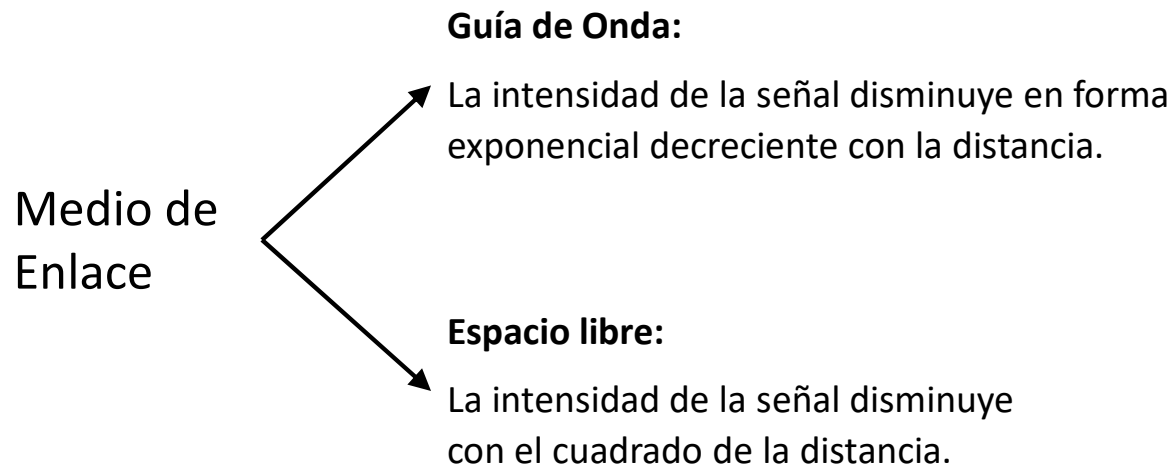 Guía de Onda:
La intensidad de la señal disminuye en forma
exponencial decreciente con la distancia.
Medio de
Enlace
Espacio libre:
La intensidad de la señal disminuye
con el cuadrado de la distancia.